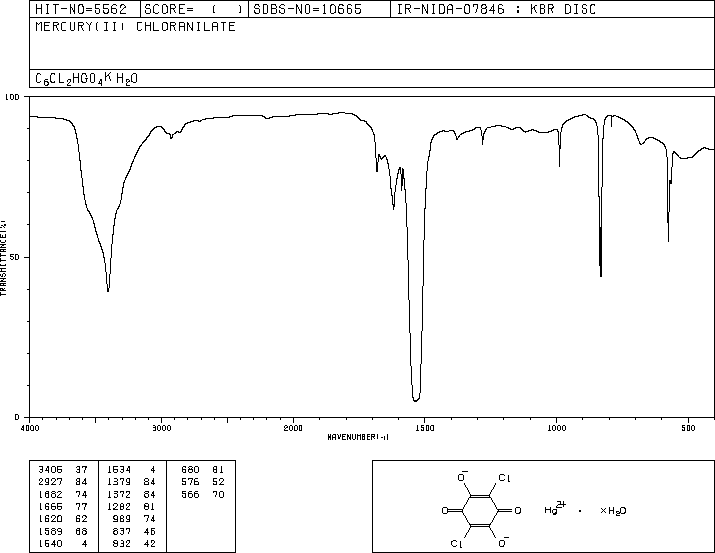 HIT-NO=5562 SCORE= ( ) SDBS-NO=10665 IR-NIDA-07846 : KBR DISC
MERCURY(II) CHLORANILATE
C6CL2HGO4 X H2O
100
50
0
TRANSMITTANCE(%)
4000 3000 2000 1500 1000 500
WAVENUMBER(-1)
3405 37 1534 4 680 81
2927 84 1379 84 576 52
1682 74 1372 84 566 70
1665 77 1282 81
1620 62 989 74
1589 68 837 46
1540 4 832 42
O−
Cl
O O Hg2+ · xH2O
Cl O−